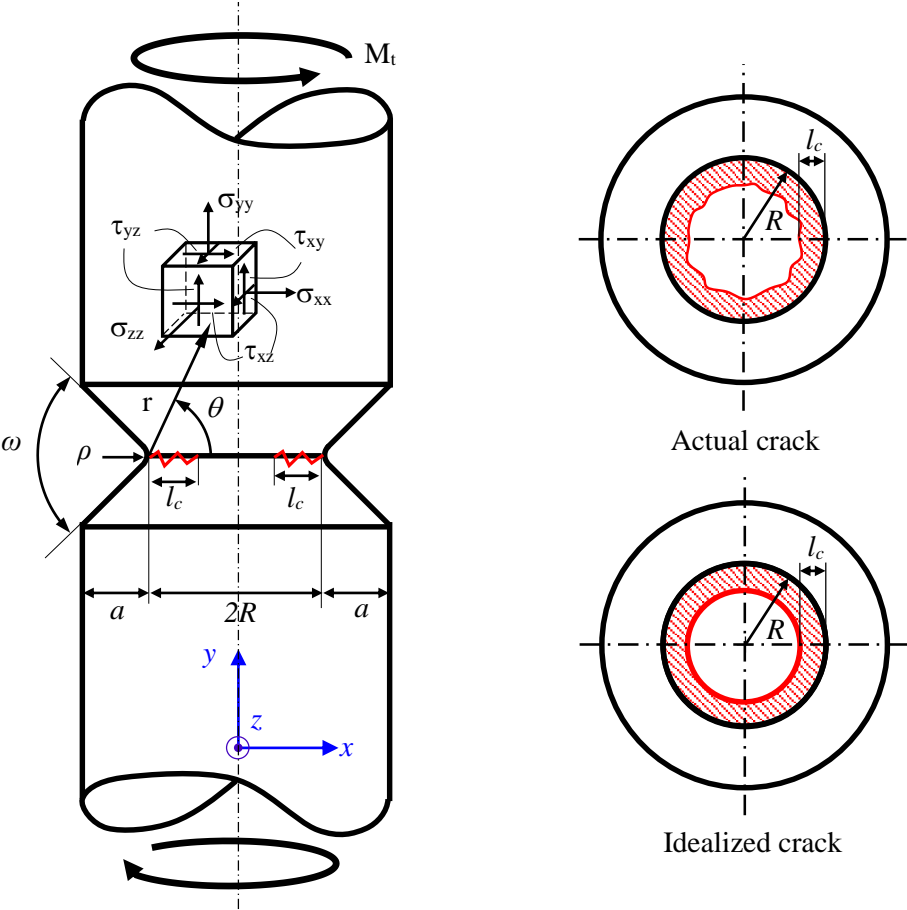 Mt
σyy
τyz
τxy
σxx
σzz
τxz
r
θ
ω
ρ
lc
lc
a
2R
a
y
z
x
lc
R
Actual crack
lc
R
Idealized crack